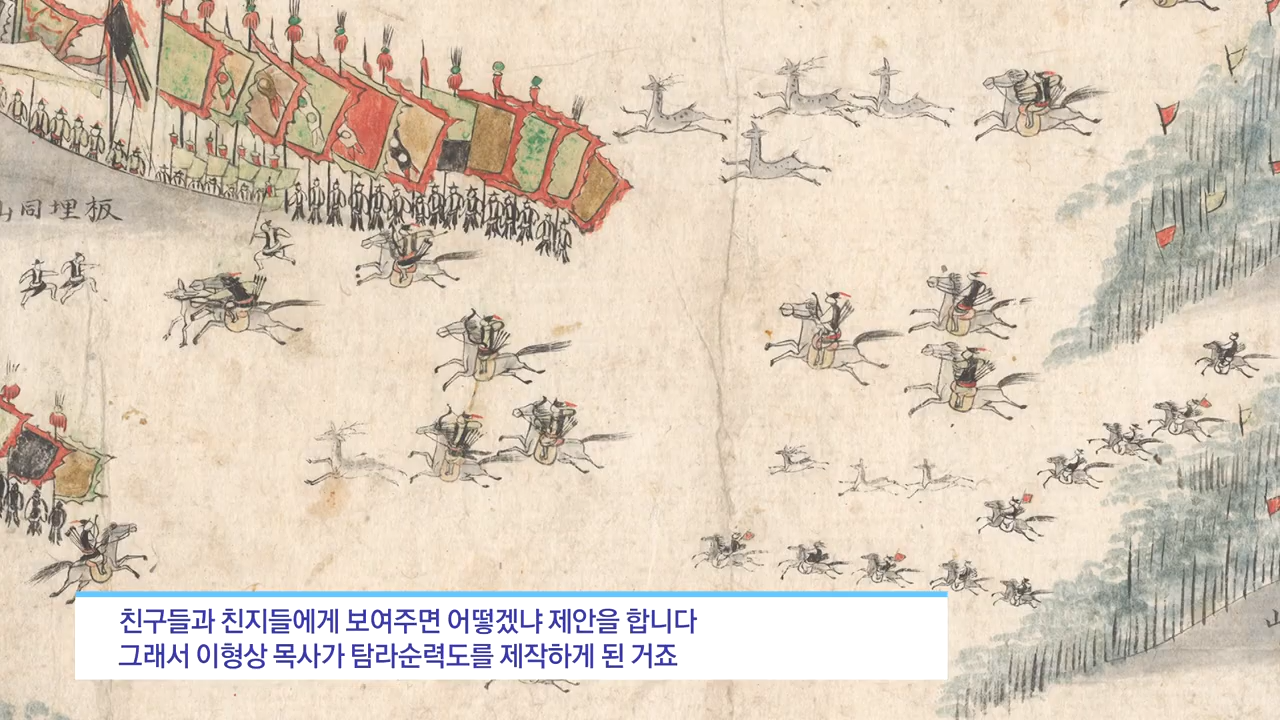 山同埋板
친구들과 친지들에게 보여주면 어떻겠냐 제안을 합니다
그래서 이형상 목사가 탐라순력도를 제작하게 된 거죠